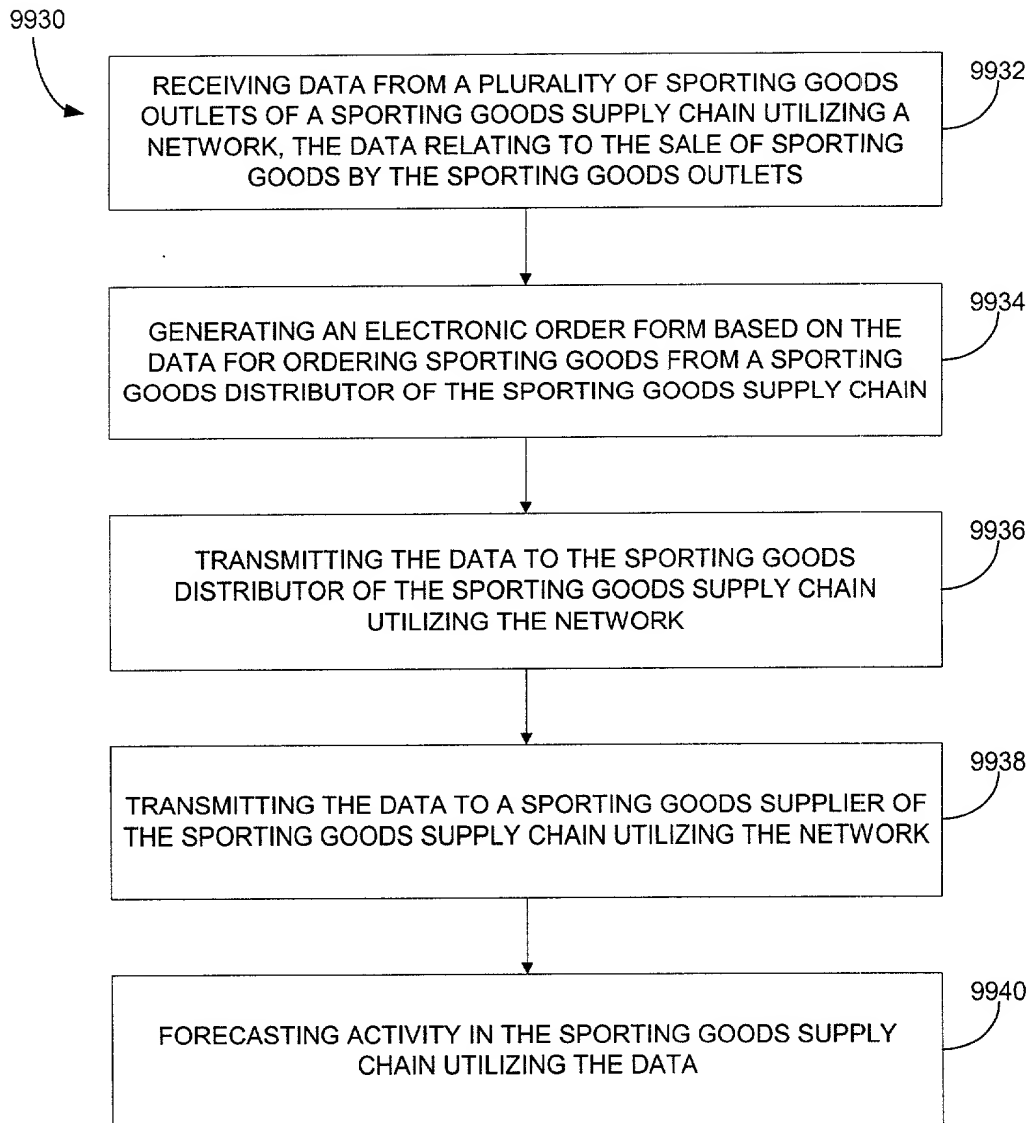 9930
9932
RECEIVING DATA FROM A PLURALITY OF SPORTING GOODS
OUTLETS OF A SPORTING GOODS SUPPLY CHAIN UTILIZING A
NETWORK, THE DATA RELATING TO THE SALE OF SPORTING
GOODS BY THE SPORTING GOODS OUTLETS
9934
GENERATING AN ELECTRONIC ORDER FORM BASED ON THE
DATA FOR ORDERING SPORTING GOODS FROM A SPORTING
GOODS DISTRIBUTOR OF THE SPORTING GOODS SUPPLY CHAIN
9936
TRANSMITTING THE DATA TO THE SPORTING GOODS
DISTRIBUTOR OF THE SPORTING GOODS SUPPLY CHAIN
UTILIZING THE NETWORK
9938
TRANSMITTING THE DATA TO A SPORTING GOODS SUPPLIER OF
THE SPORTING GOODS SUPPLY CHAIN UTILIZING THE NETWORK
9940
FORECASTING ACTIVITY IN THE SPORTING GOODS SUPPLY
CHAIN UTILIZING THE DATA